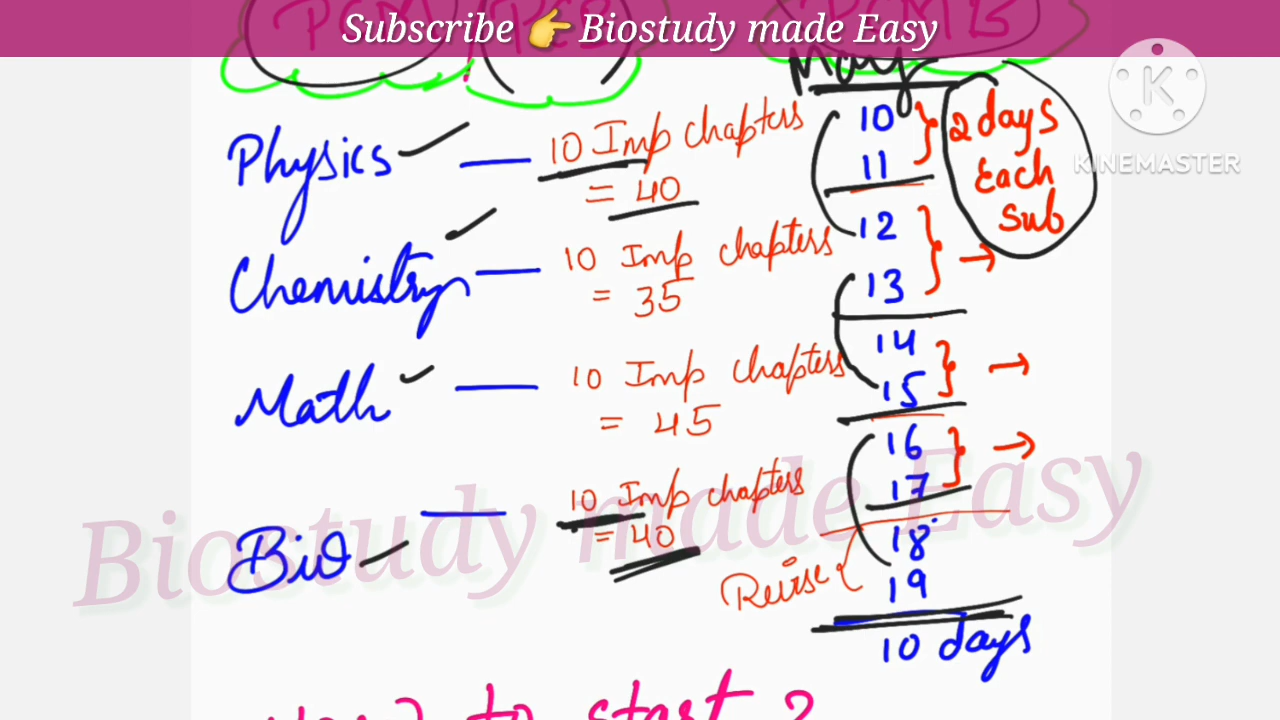 Subscribe 👉 Biostudy made Easy
May
Physics — 10 Imp chapters
= 40
Chemistry — 10 Imp chapters
= 35
Math — 10 Imp chapters
= 45
Bio — 10 Imp chapters
= 40
10
11
2 days
Each
Sub
12
13
14
15
16
17
18
19
Revise
10 days
How to start ?
KINEMASTER
Biostudy made Easy